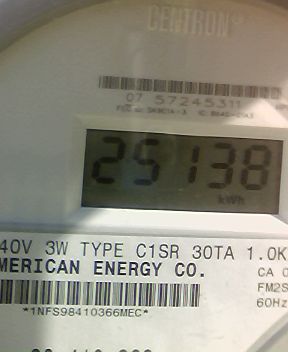 CENTRON®
07 57245311
25138
kWh
40V 3W TYPE C1SR 30TA 1.0K
MERICAN ENERGY CO.
CA 0
FM2S
60Hz
*1NFS98410366MEC*